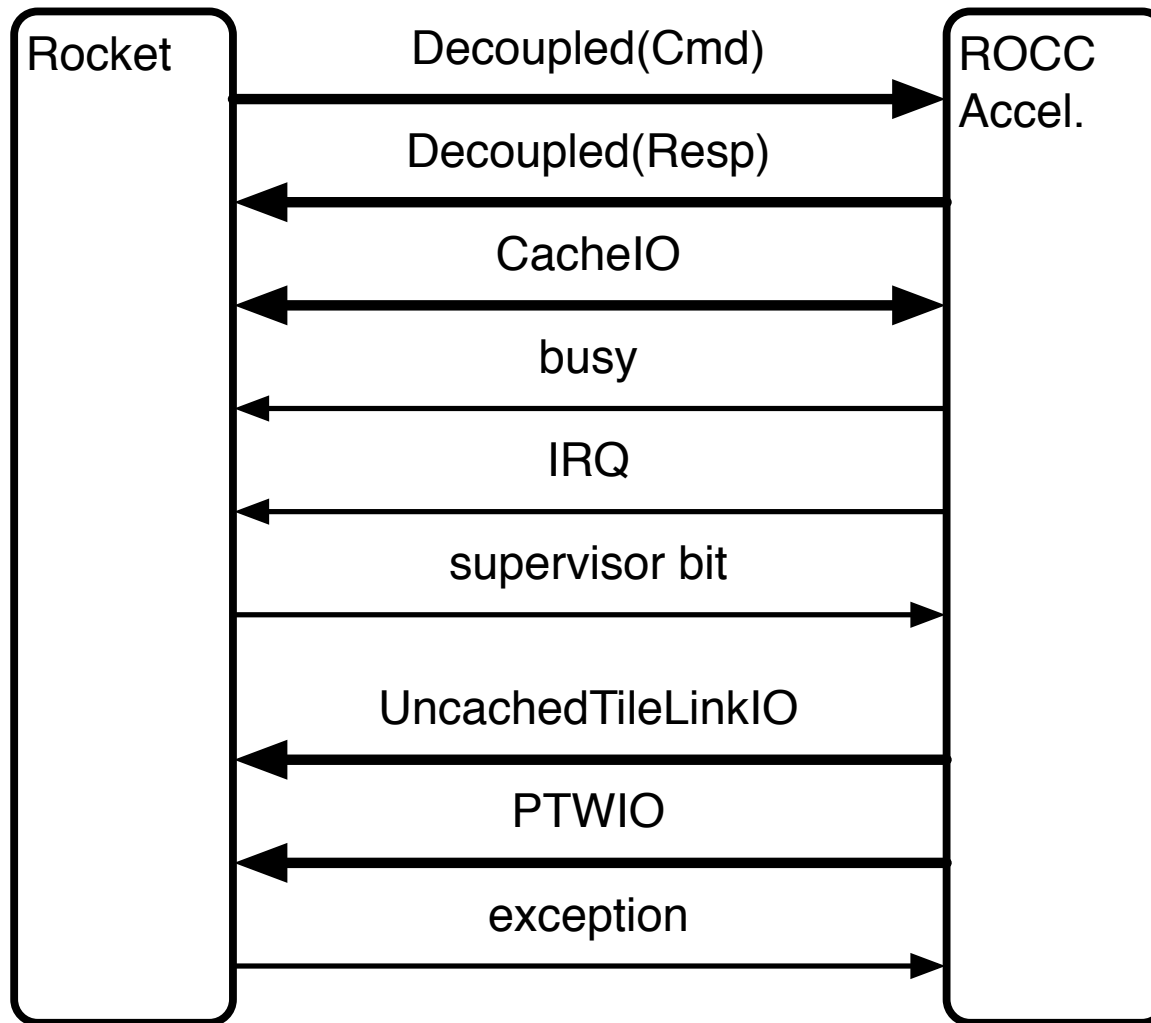 Rocket
Decoupled(Cmd)
ROCC
Accel.
Decoupled(Resp)
CacheIO
busy
IRQ
supervisor bit
UncachedTileLinkIO
PTWIO
exception